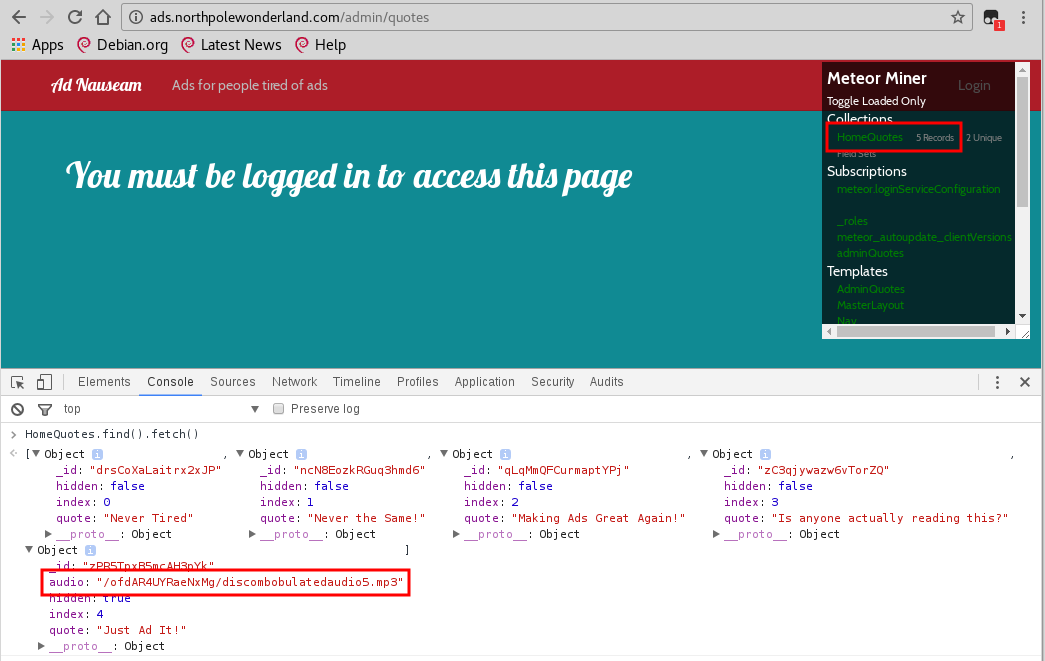 ads.northpolewonderland.com/admin/quotes
1
Apps Debian.org Latest News Help
Ad Nauseam Ads for people tired of ads
Login
You must be logged in to access this page
Meteor Miner
Toggle Loaded Only
Collections
HomeQuotes 5 Records 2 Unique
Field Sets
Subscriptions
meteor.loginServiceConfiguration
_roles
meteor_autoupdate_clientVersions
adminQuotes
Templates
AdminQuotes
MasterLayout
Nav
Elements Console Sources Network Timeline Profiles Application Security Audits
top Preserve log
HomeQuotes.find().fetch()
[▼Object i , ▼Object i , ▼Object i , ▼Object i ,
_id: "drsCoXaLaitrx2xJP" _id: "ncN8EozkRGuq3hmd6" _id: "qLqMmQFCurmaptYPj" _id: "zC3qjywazw6vTorZQ"
hidden: false hidden: false hidden: false hidden: false
index: 0 index: 1 index: 2 index: 3
quote: "Never Tired" quote: "Never the Same!" quote: "Making Ads Great Again!" quote: "Is anyone actually reading this?"
▶__proto__: Object ▶__proto__: Object ▶__proto__: Object ▶__proto__: Object
▼Object i ]
_id: "zPR5TpxB5mcAH3pYk"
audio: "/ofdAR4UYRaeNxMg/discombobulatedaudio5.mp3"
hidden: true
index: 4
quote: "Just Ad It!"
▶__proto__: Object